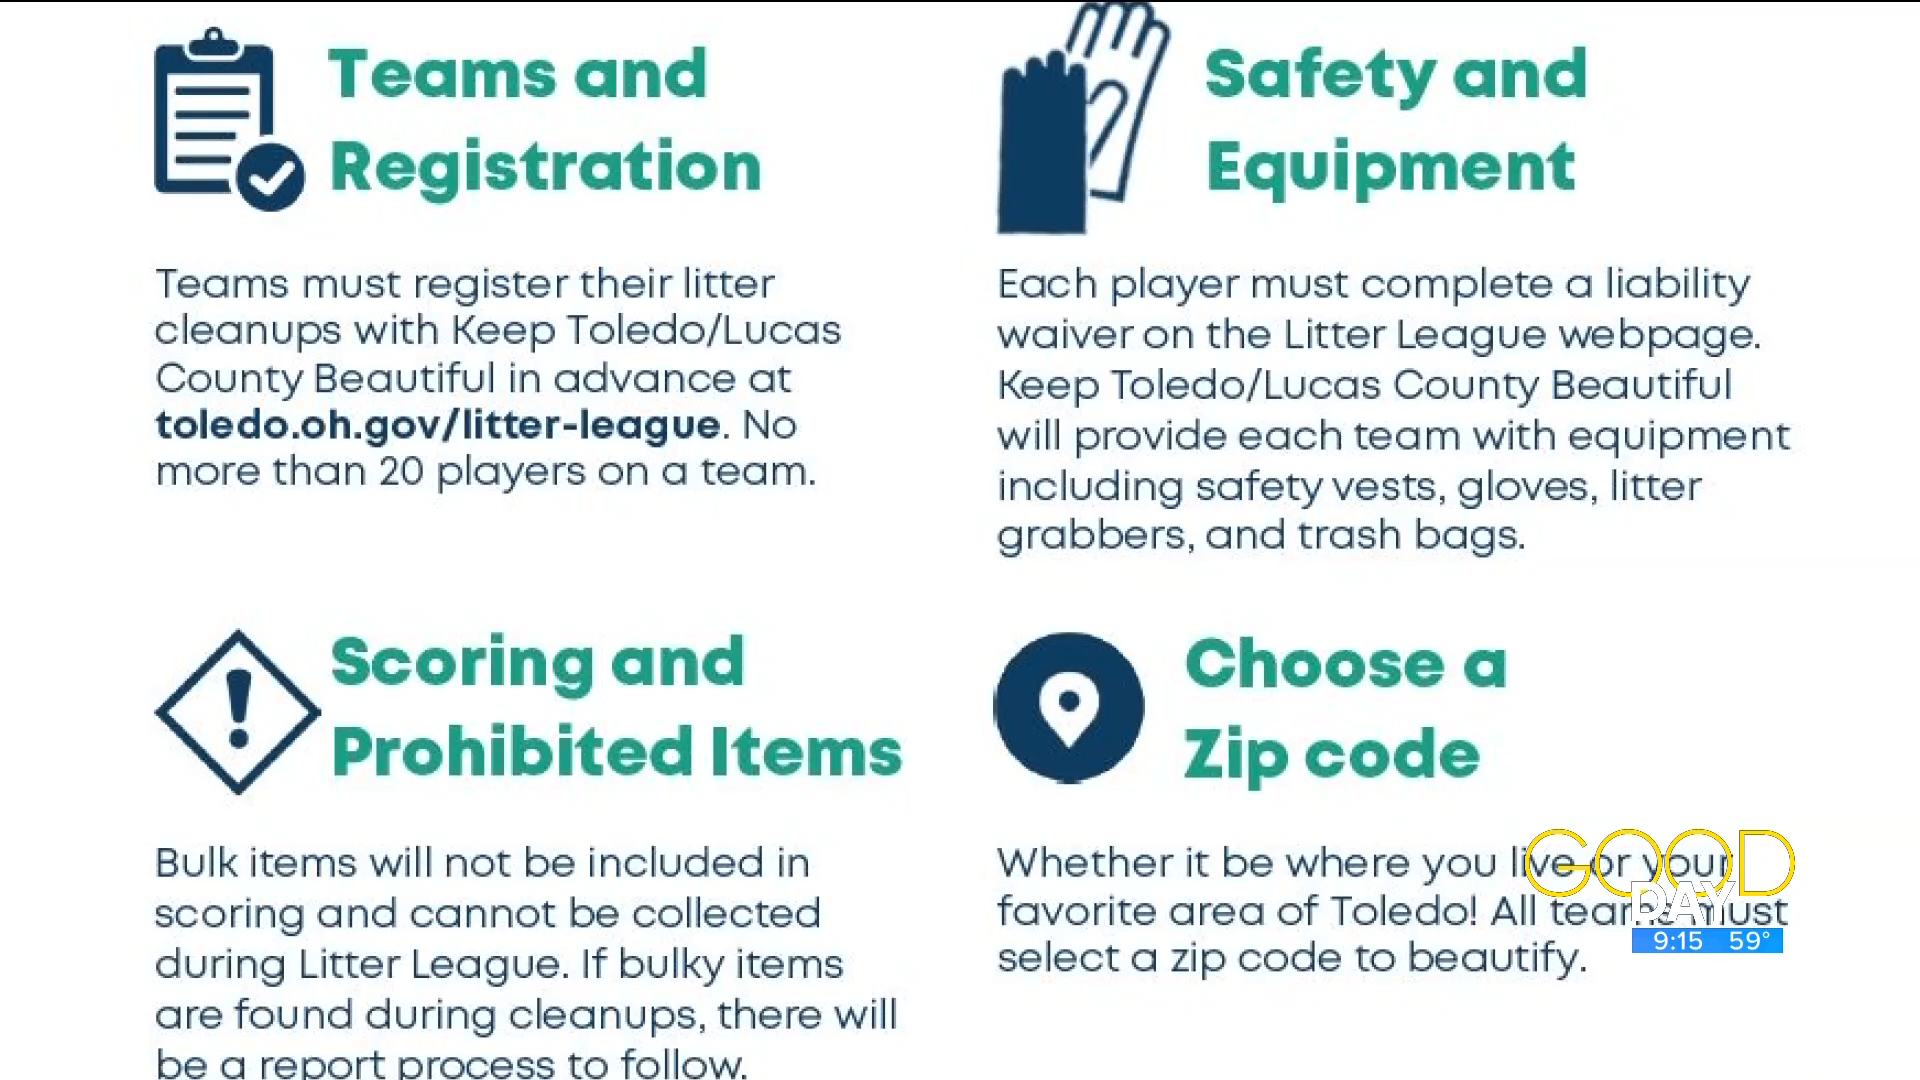 Teams and
Registration
Teams must register their litter
cleanups with Keep Toledo/Lucas
County Beautiful in advance at
toledo.oh.gov/litter-league. No
more than 20 players on a team.
Safety and
Equipment
Each player must complete a liability
waiver on the Litter League webpage.
Keep Toledo/Lucas County Beautiful
will provide each team with equipment
including safety vests, gloves, litter
grabbers, and trash bags.
Scoring and
Prohibited Items
Bulk items will not be included in
scoring and cannot be collected
during Litter League. If bulky items
are found during cleanups, there will
be a report process to follow.
Choose a
Zip code
Whether it be where you live or your
favorite area of Toledo! All teams must
select a zip code to beautify.
GOOD
DAY
9:15 59°